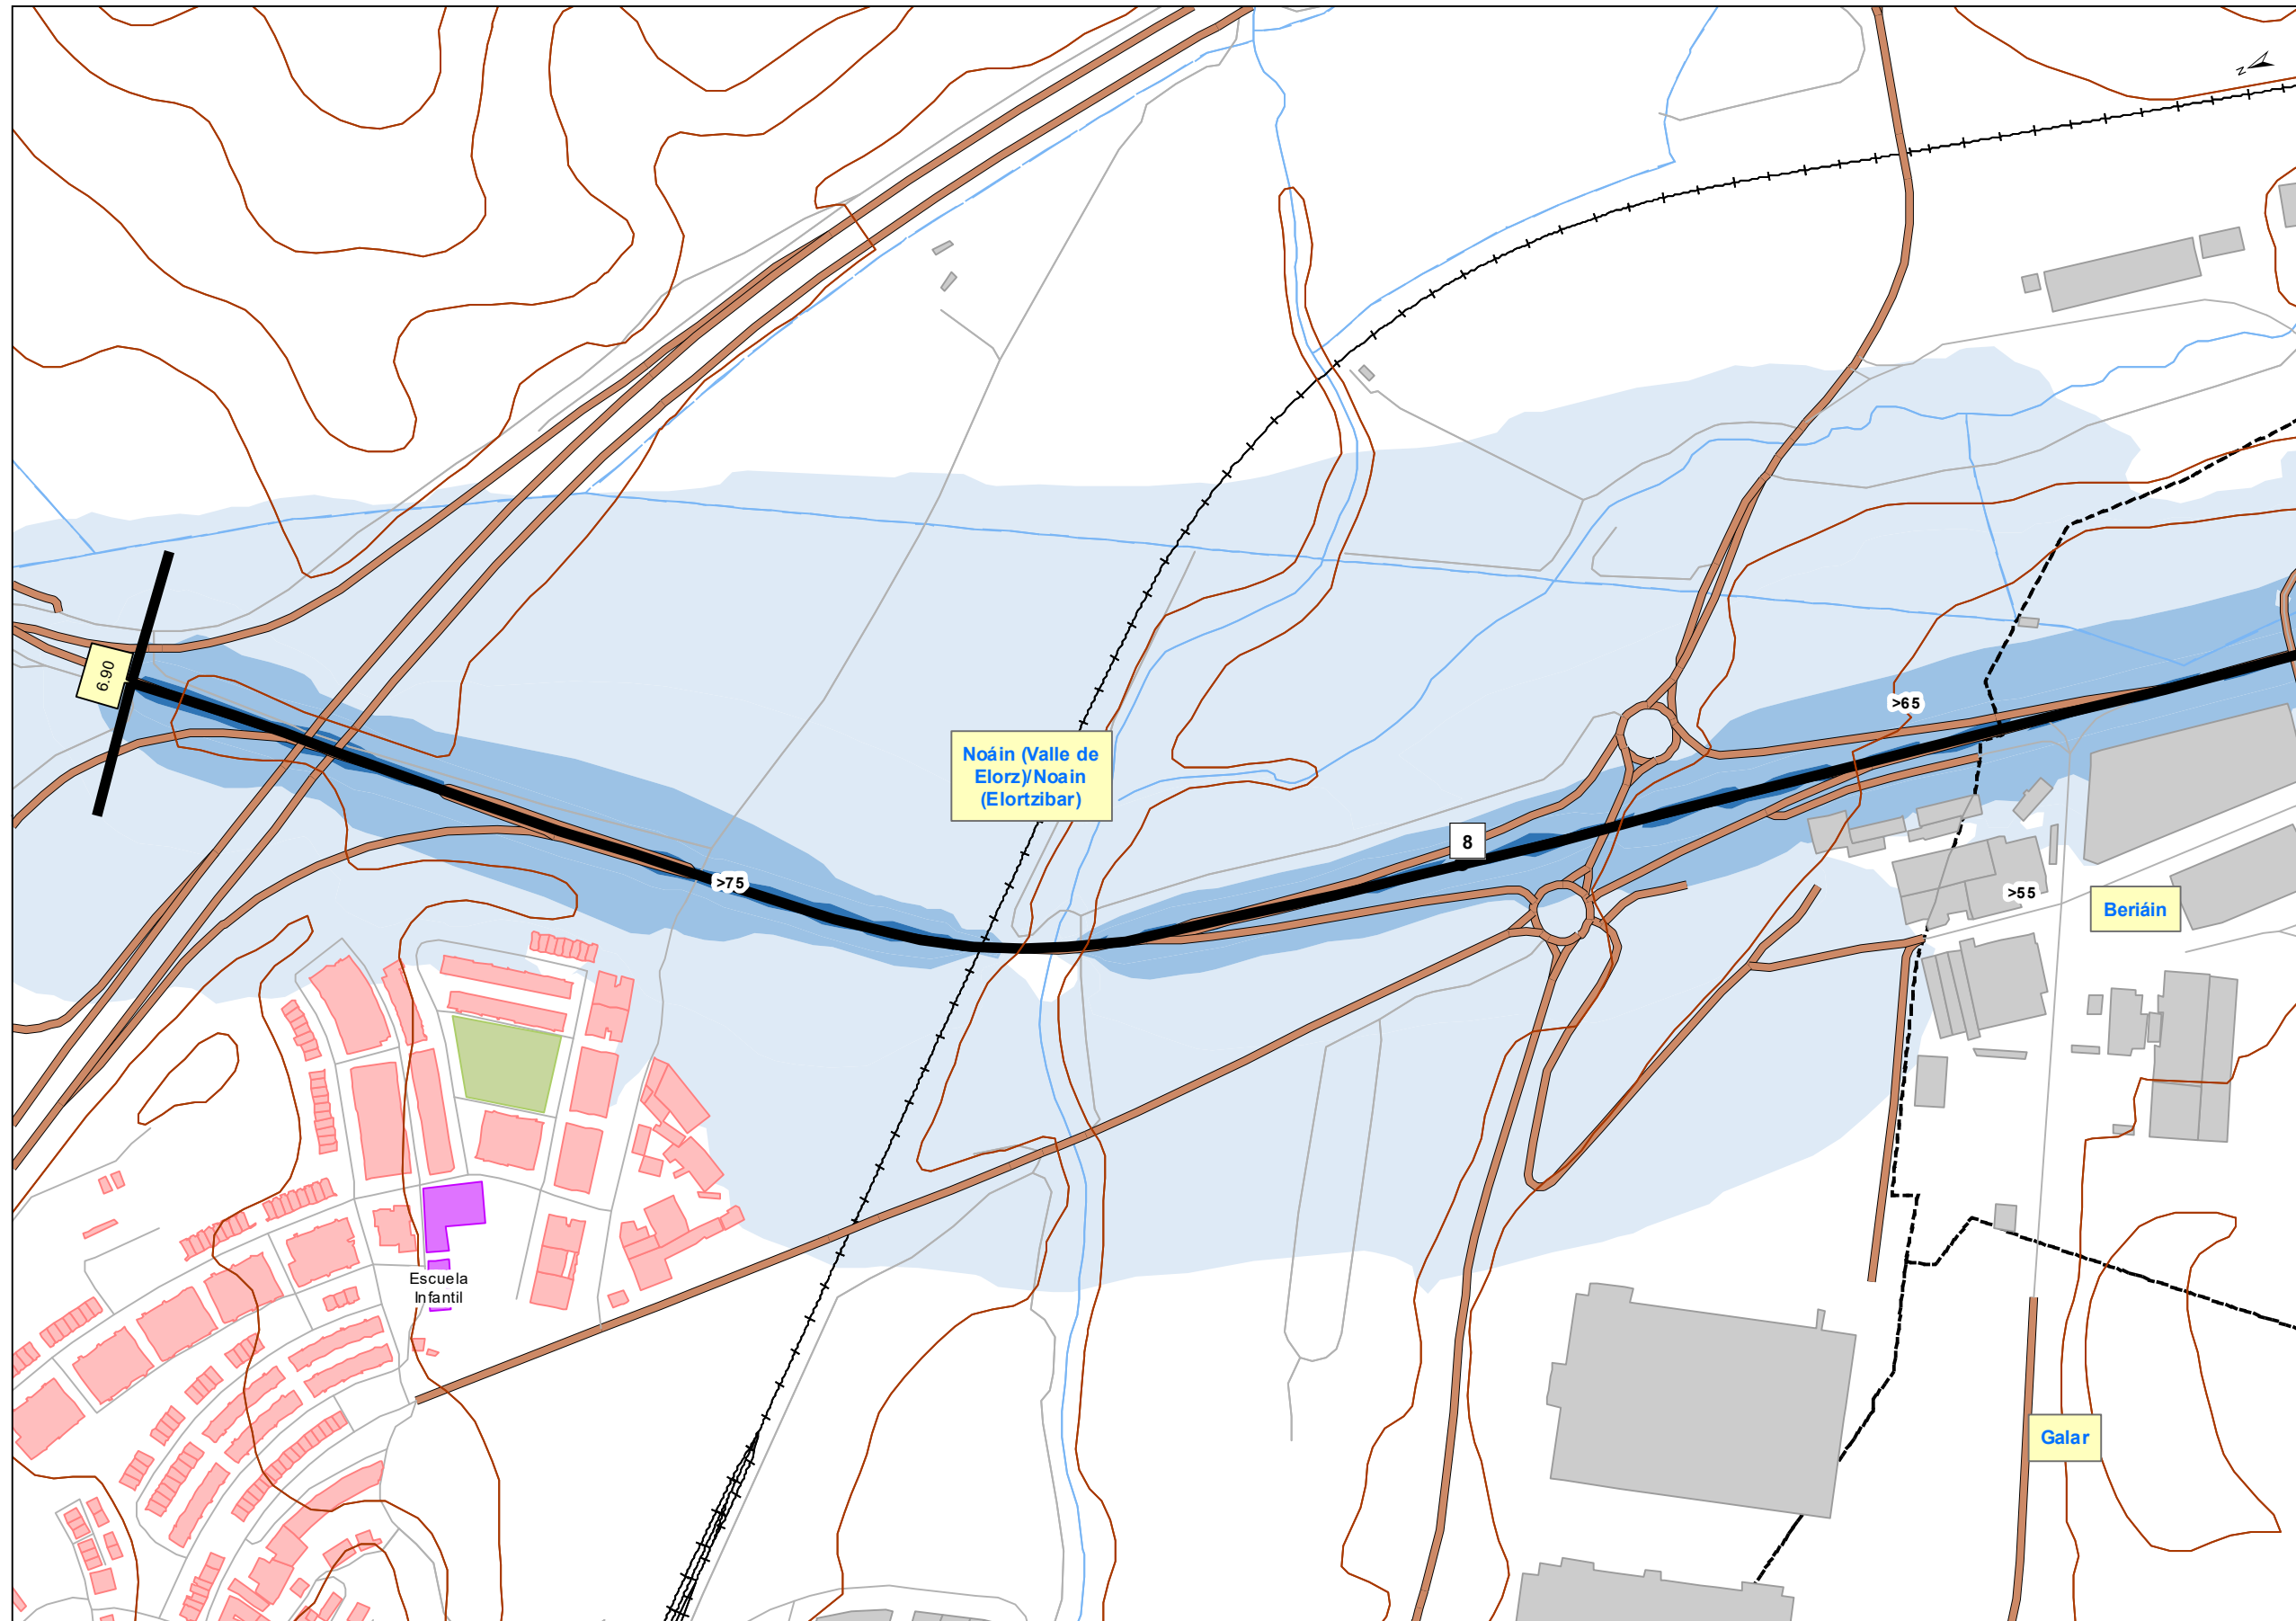 N
6.90
>65
Noáin (Valle de
Elorz)/Noain
(Elortzibar)
8
>75
>55
Beriáin
Escuela
Infantil
Galar